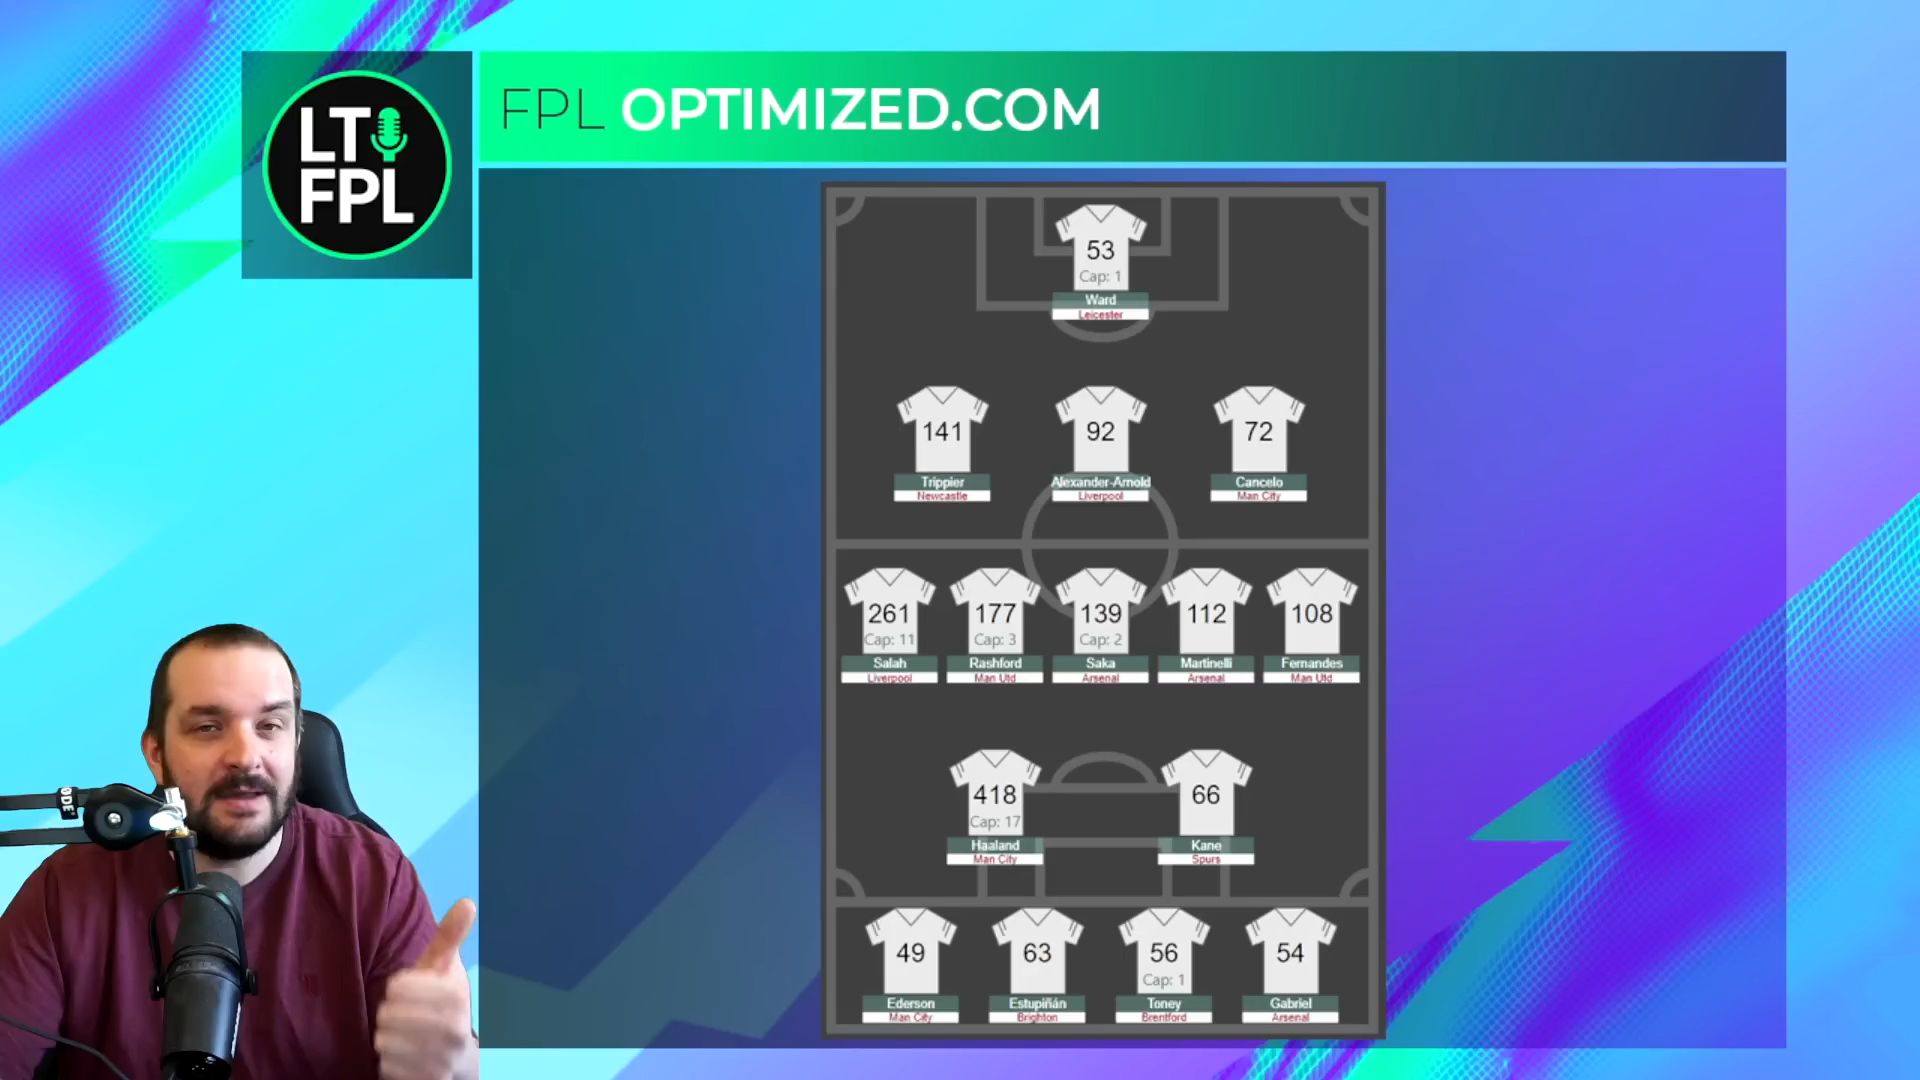 LT
FPL
FPL OPTIMIZED.COM
53
Cap: 1
Ward
Leicester
141
92
72
Trippier
Alexander-Arnold
Cancelo
Newcastle
Liverpool
Man City
261
177
139
112
108
Cap: 11
Cap: 3
Cap: 2
Salah
Rashford
Saka
Martinelli
Fernandes
Liverpool
Man Utd
Arsenal
Arsenal
Man Utd
418
66
Cap: 17
Haaland
Kane
Man City
Spurs
49
63
56
54
Cap: 1
Ederson
Estupiñán
Toney
Gabriel
Man City
Brighton
Brentford
Arsenal